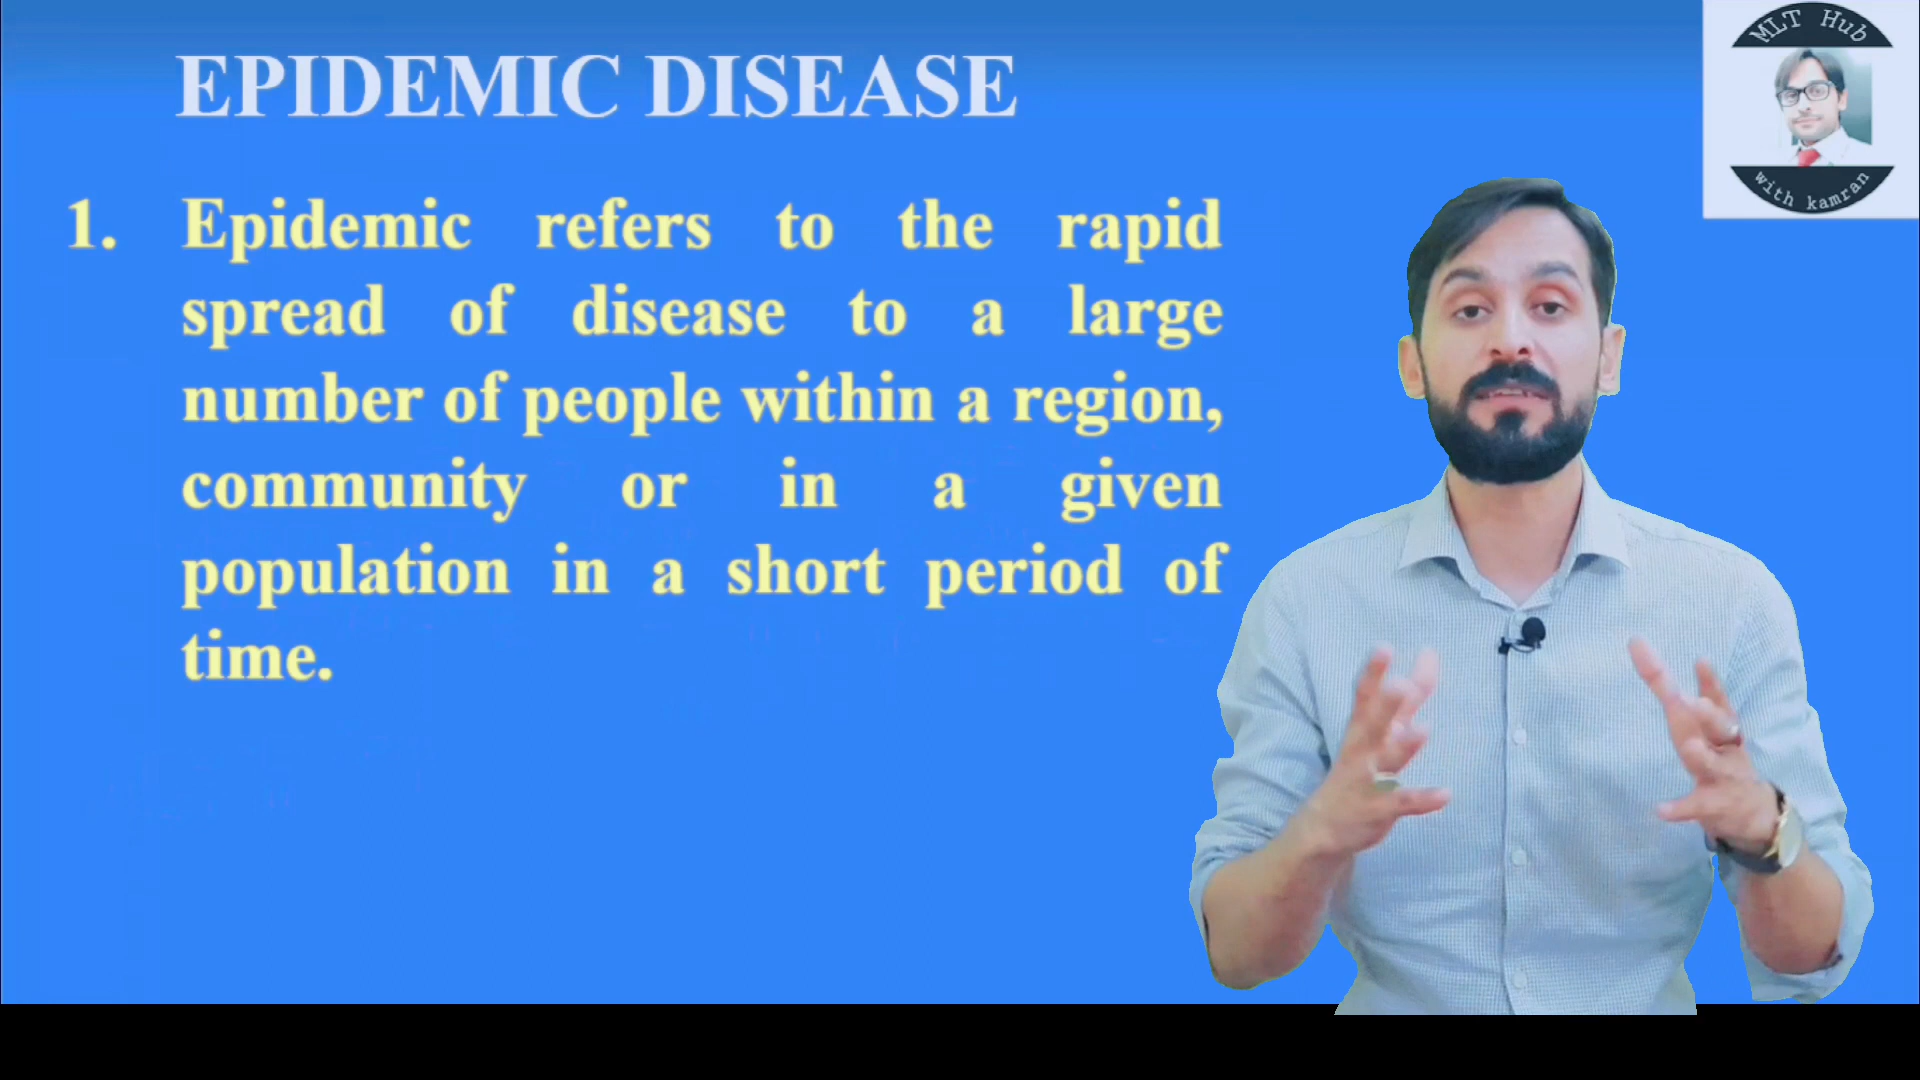 EPIDEMIC DISEASE
1. Epidemic refers to the rapid
spread of disease to a large
number of people within a region,
community or in a given
population in a short period of
time.
MLT Hub
with kamran